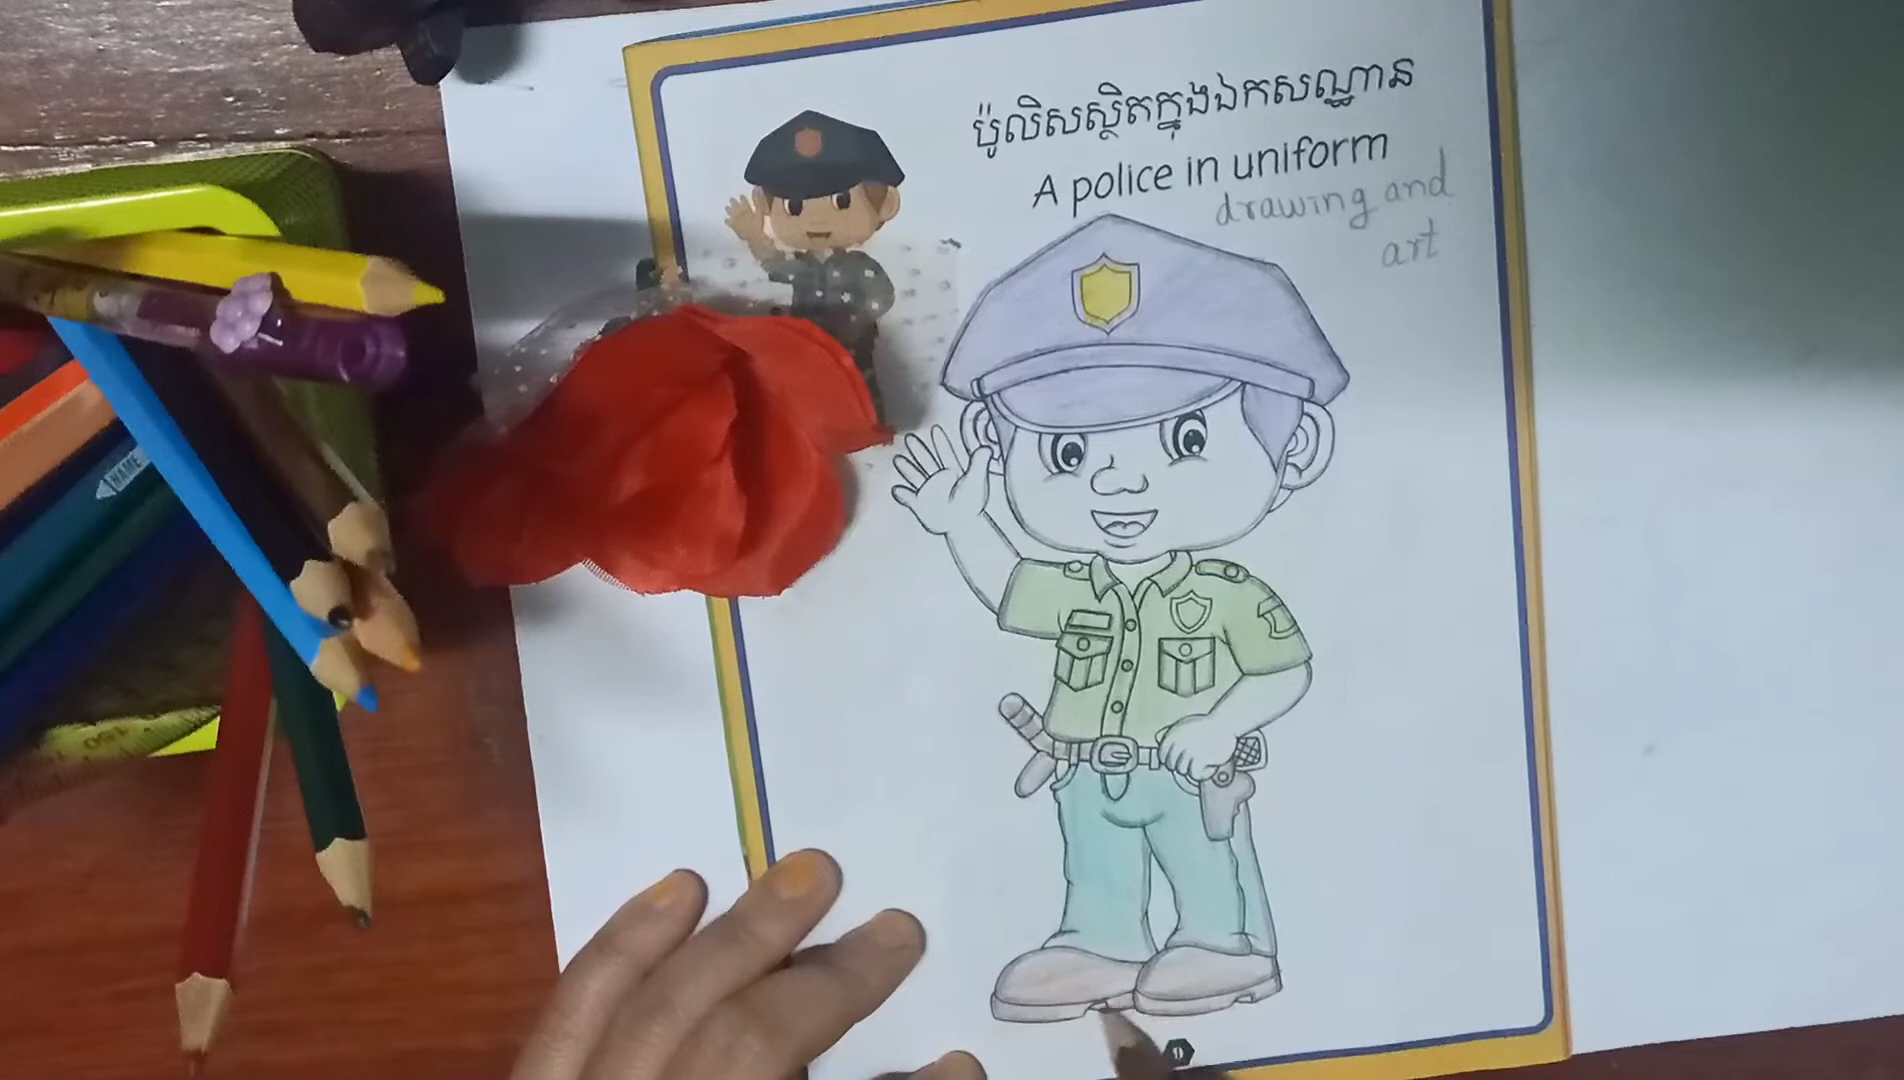 ប៉ូលិសស្ថិតក្នុងឯកសណ្ឋាន
A police in uniform
drawing and
art
NAME